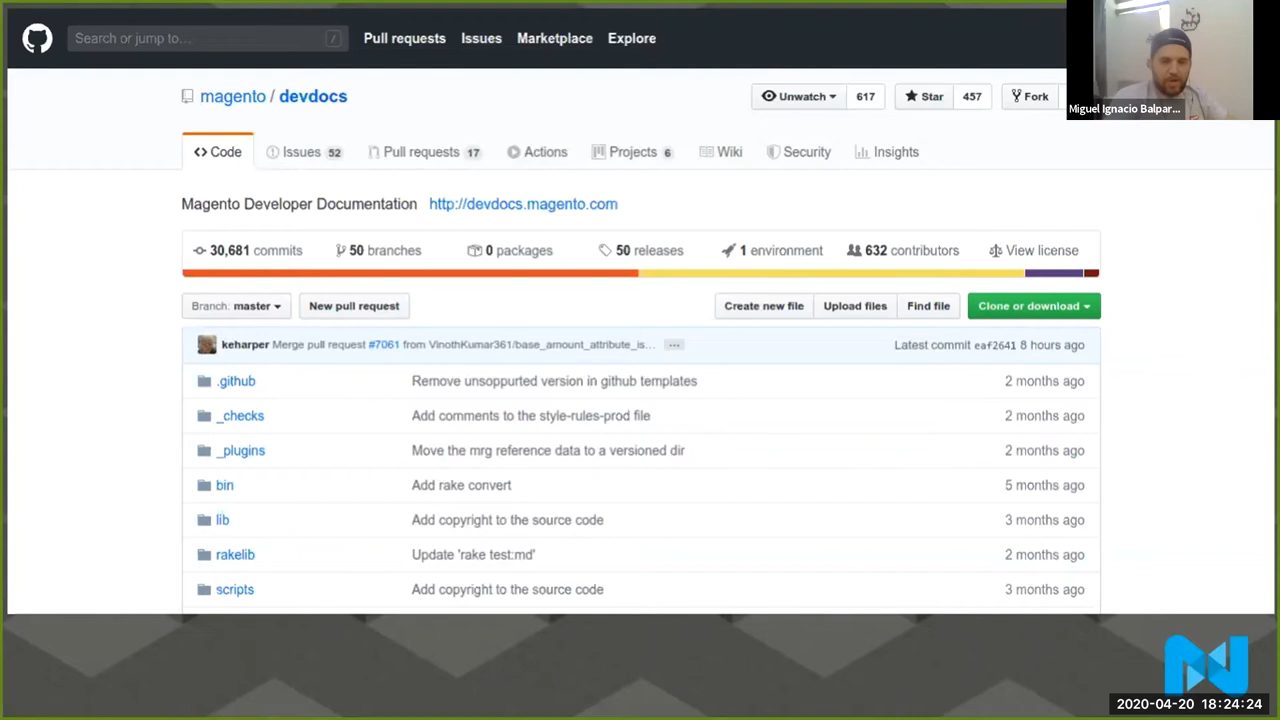 Search or jump to...
/
Pull requests Issues Marketplace Explore
Miguel Ignacio Balpar...
magento / devdocs
Unwatch 617
Star 457
Fork
Code
Issues 52
Pull requests 17
Actions
Projects 6
Wiki
Security
Insights
Magento Developer Documentation http://devdocs.magento.com
30,681 commits
50 branches
0 packages
50 releases
1 environment
632 contributors
View license
Branch: master
New pull request
Create new file
Upload files
Find file
Clone or download
keharper Merge pull request #7061 from VinothKumar361/base_amount_attribute_is... ... Latest commit eaf2641 8 hours ago
.github Remove unsoppurted version in github templates 2 months ago
_checks Add comments to the style-rules-prod file 2 months ago
_plugins Move the mrg reference data to a versioned dir 2 months ago
bin Add rake convert 5 months ago
lib Add copyright to the source code 3 months ago
rakelib Update 'rake test:md' 2 months ago
scripts Add copyright to the source code 3 months ago
2020-04-20 18:24:24